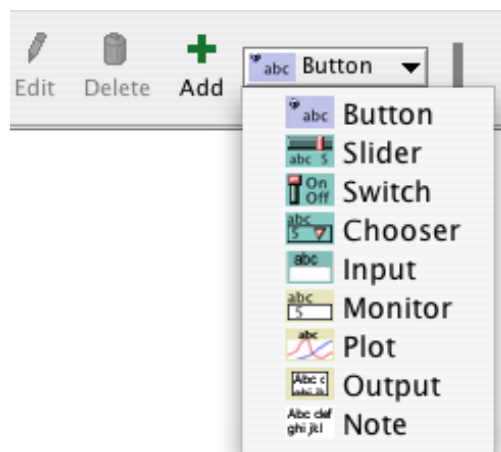 Edit Delete Add abc Button
abc Button
abc 5 Slider
On Off Switch
abc 5 Chooser
abc Input
abc 5 Monitor
abc Plot
Abc c Output
Abc def ghi jkl Note